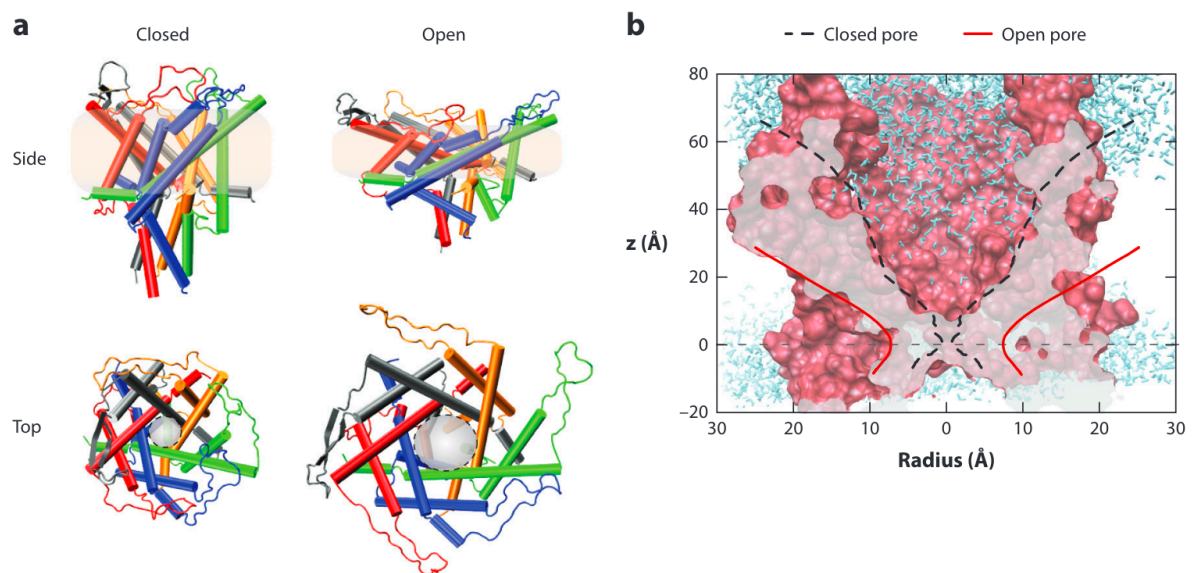 a
Closed
Open
Side
Top
b
Closed pore
Open pore
80
60
40
20
0
−20
z (Å)
30
20
10
0
10
20
30
Radius (Å)